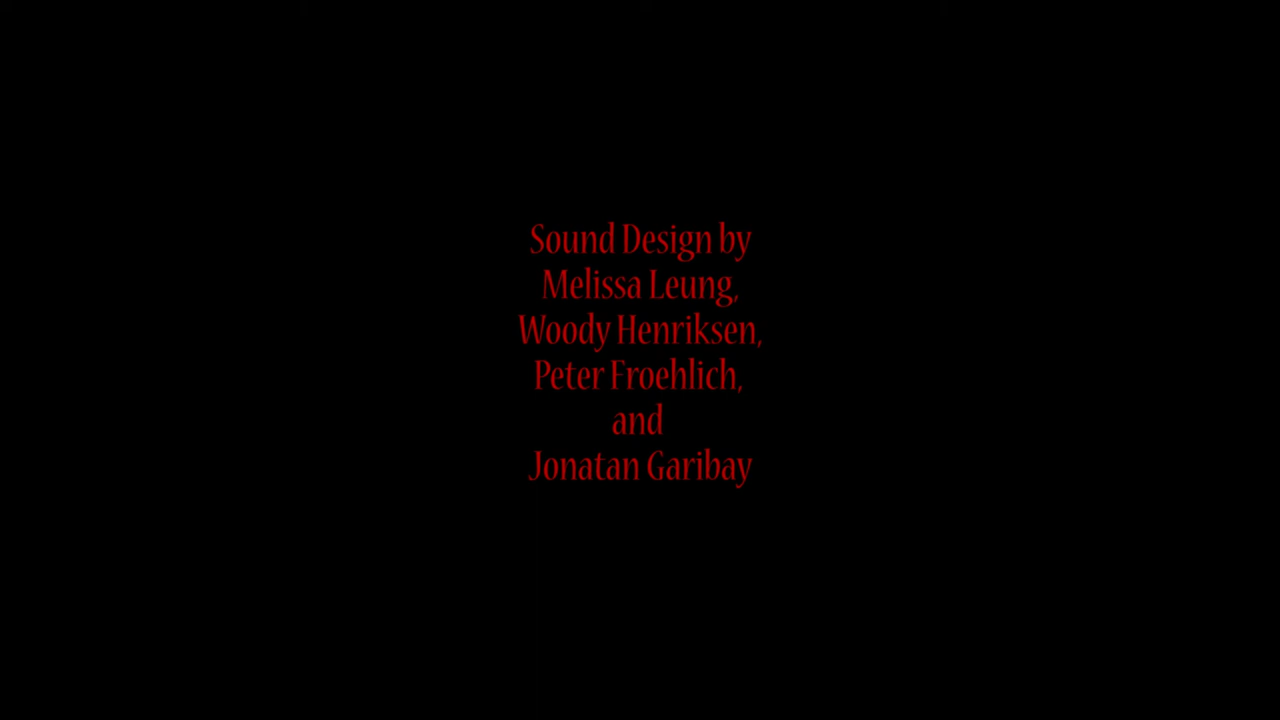 Sound Design by
Melissa Leung,
Woody Henriksen,
Peter Froehlich,
and
Jonatan Garibay